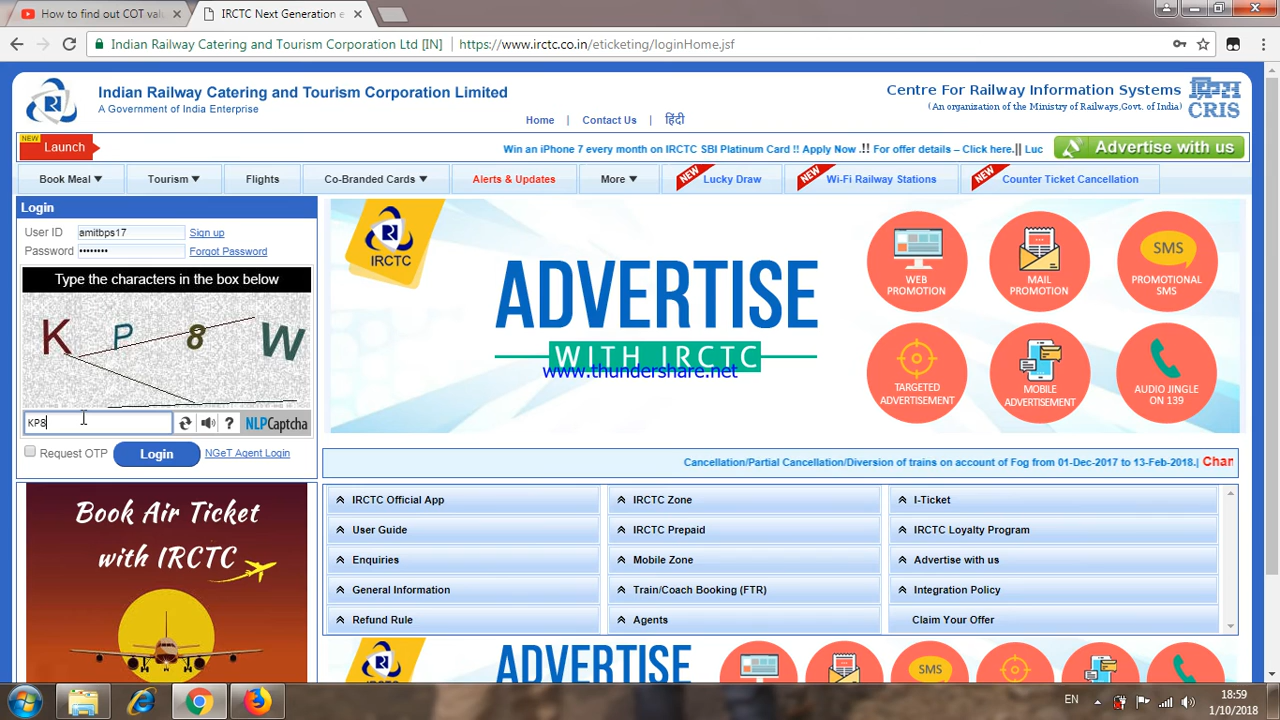 How to find out COT val
IRCTC Next Generation e
Indian Railway Catering and Tourism Corporation Ltd [IN] https://www.irctc.co.in/eticketing/loginHome.jsf
Indian Railway Catering and Tourism Corporation Limited
A Government of India Enterprise
Centre For Railway Information Systems
(An organization of the Ministry of Railways,Govt. of India)
क्रिस
CRIS
Home | Contact Us | हिंदी
NEW
Launch
Win an iPhone 7 every month on IRCTC SBI Platinum Card !! Apply Now .!! For offer details – Click here.|| Luc
Advertise with us
Book Meal Tourism Flights Co-Branded Cards Alerts & Updates More NEW Lucky Draw NEW Wi-Fi Railway Stations NEW Counter Ticket Cancellation
Login
User ID amitbps17 Sign up
Password •••••••• Forgot Password
Type the characters in the box below
K P 8 W
KP8
? NLPCaptcha
Request OTP Login NGeT Agent Login
Book Air Ticket
with IRCTC
IRCTC
ADVERTISE
WITH IRCTC
www.thundershare.net
WEB
PROMOTION
MAIL
PROMOTION
SMS
PROMOTIONAL
SMS
TARGETED
ADVERTISEMENT
MOBILE
ADVERTISEMENT
AUDIO JINGLE
ON 139
Cancellation/Partial Cancellation/Diversion of trains on account of Fog from 01-Dec-2017 to 13-Feb-2018.| Chan
IRCTC Official App IRCTC Zone I-Ticket
User Guide IRCTC Prepaid IRCTC Loyalty Program
Enquiries Mobile Zone Advertise with us
General Information Train/Coach Booking (FTR) Integration Policy
Refund Rule Agents Claim Your Offer
IRCTC
ADVERTISE
SMS
EN
18:59
1/10/2018